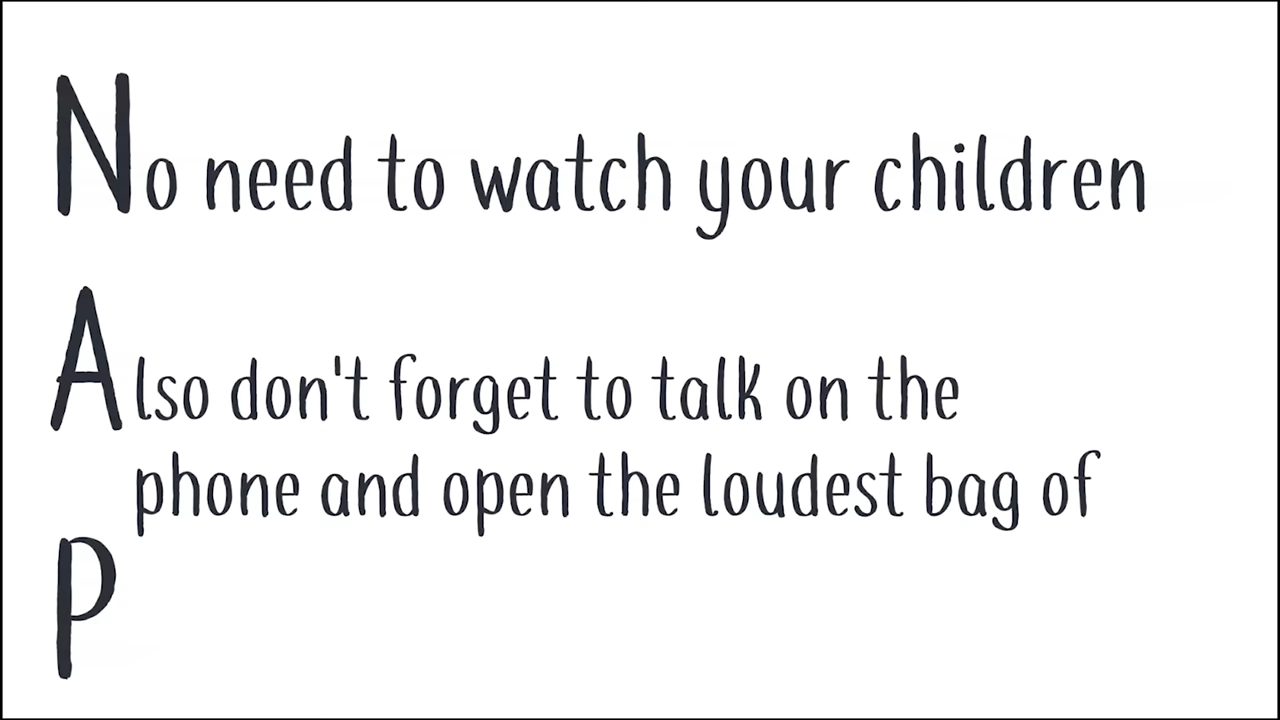 No need to watch your children
Also don't forget to talk on the
phone and open the loudest bag of
P